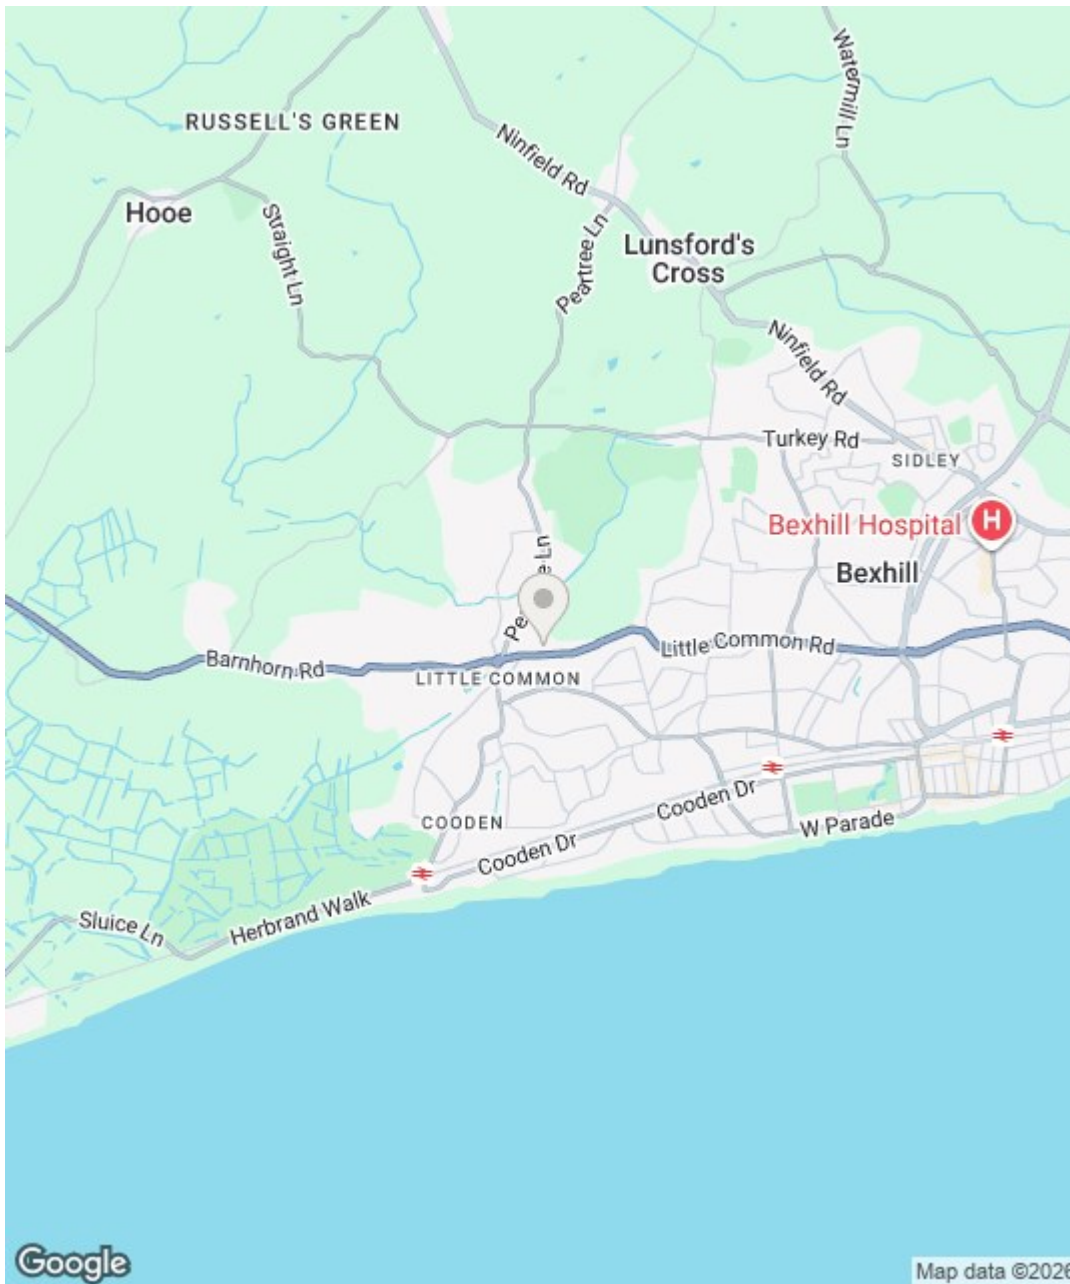 Watermill Ln
RUSSELL'S GREEN
Ninfield Rd
Hooe
Straight Ln
Peartree Ln
Lunsford's
Cross
Ninfield Rd
Turkey Rd
SIDLEY
Bexhill Hospital
H
Bexhill
Little Common Rd
Barnhorn Rd
LITTLE COMMON
Cooden Dr
COODEN
W Parade
Cooden Dr
Herbrand Walk
Sluice Ln
Google
Map data ©2026